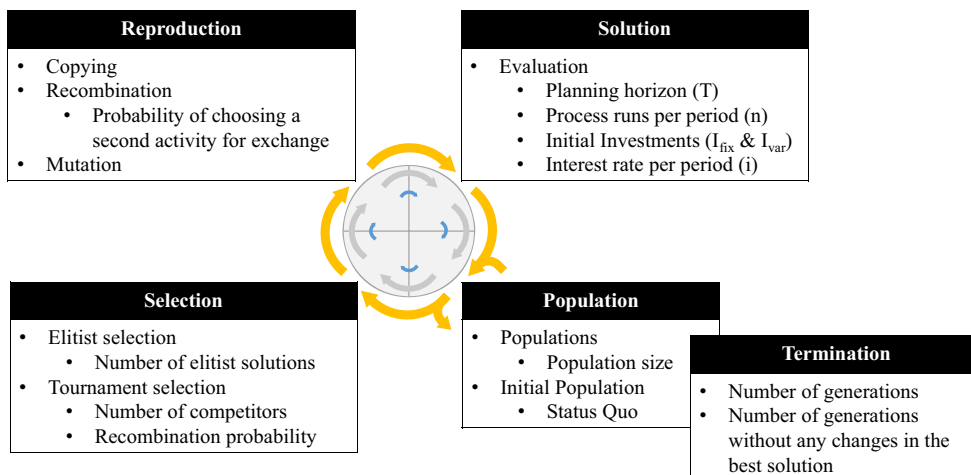 Reproduction
• Copying
• Recombination
• Probability of choosing a
second activity for exchange
• Mutation
Solution
• Evaluation
• Planning horizon (T)
• Process runs per period (n)
• Initial Investments (I_fix & I_var)
• Interest rate per period (i)
Selection
• Elitist selection
• Number of elitist solutions
• Tournament selection
• Number of competitors
• Recombination probability
Population
• Populations
• Population size
• Initial Population
• Status Quo
Termination
• Number of generations
• Number of generations
without any changes in the
best solution